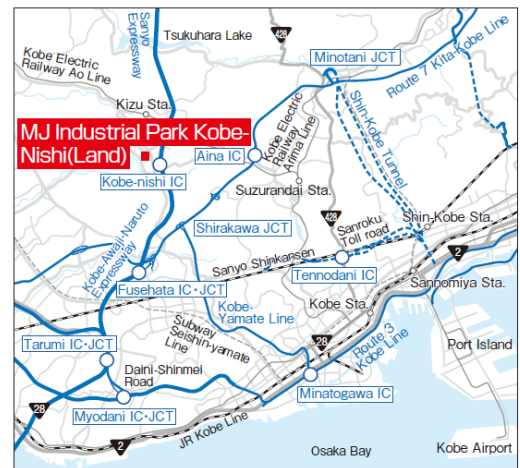 Sanyo
Expressway
Tsukuhara Lake
428
Minotani JCT
Route 7 Kita-Kobe Line
Kobe Electric
Railway Ao Line
Kizu Sta.
MJ Industrial Park Kobe-
Nishi(Land)
Kobe-nishi IC
Aina IC
Kobe Electric
Railway
Arima Line
Shin-Kobe Tunnel
Suzurandai Sta.
428
Shirakawa JCT
Sanroku
Toll road
Shin-Kobe Sta.
2
Kobe-Awaji-Naruto
Expressway
Sanyo Shinkansen
Tennodani IC
Fusehata IC・JCT
Sannomiya Sta.
Kobe-
Yamate Line
Kobe Sta.
Subway
Seishin-yamate
Line
28
Route 3
Kobe Line
Port Island
Tarumi IC・JCT
Daini-Shinmei
Road
Minatogawa IC
28
Myodani IC・JCT
JR Kobe Line
2
Osaka Bay
Kobe Airport